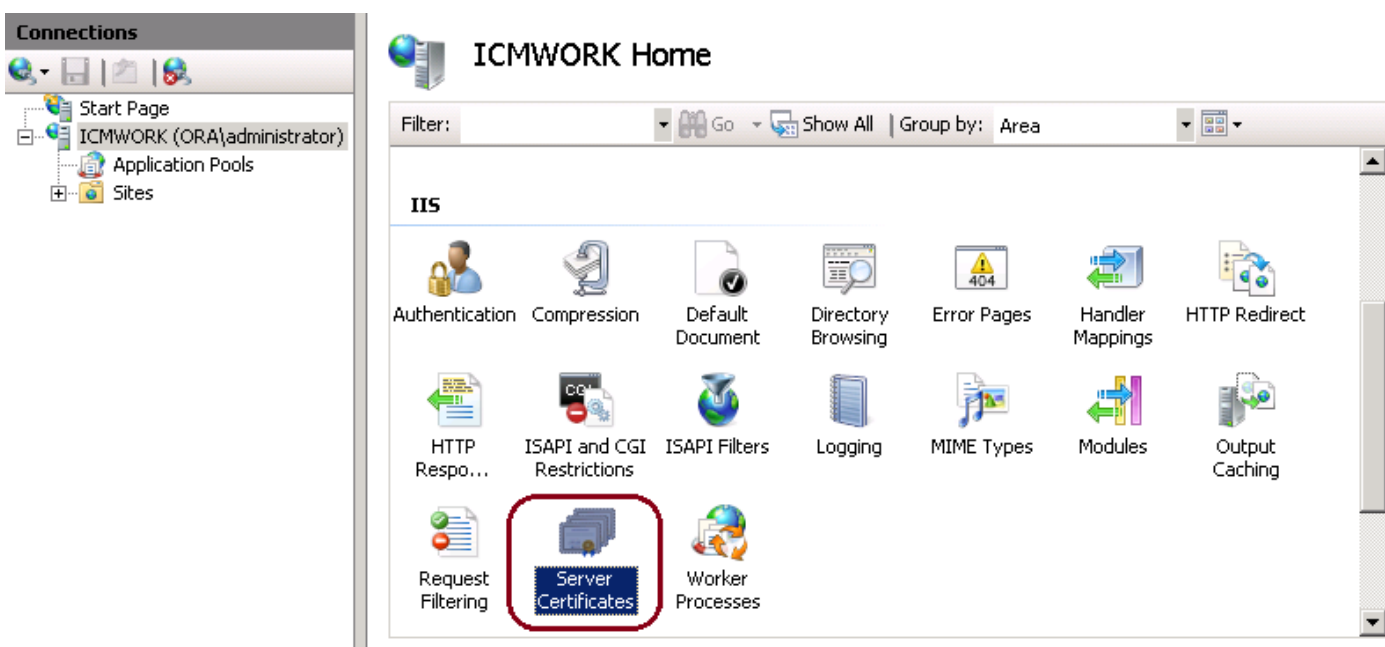 Connections
Start Page
ICMWORK (ORA\administrator)
Application Pools
Sites
ICMWORK Home
Filter: Go Show All Group by: Area
IIS
Authentication Compression Default Document Directory Browsing Error Pages Handler Mappings HTTP Redirect
404
CGI
HTTP Respo... ISAPI and CGI Restrictions ISAPI Filters Logging MIME Types Modules Output Caching
Request Filtering Server Certificates Worker Processes